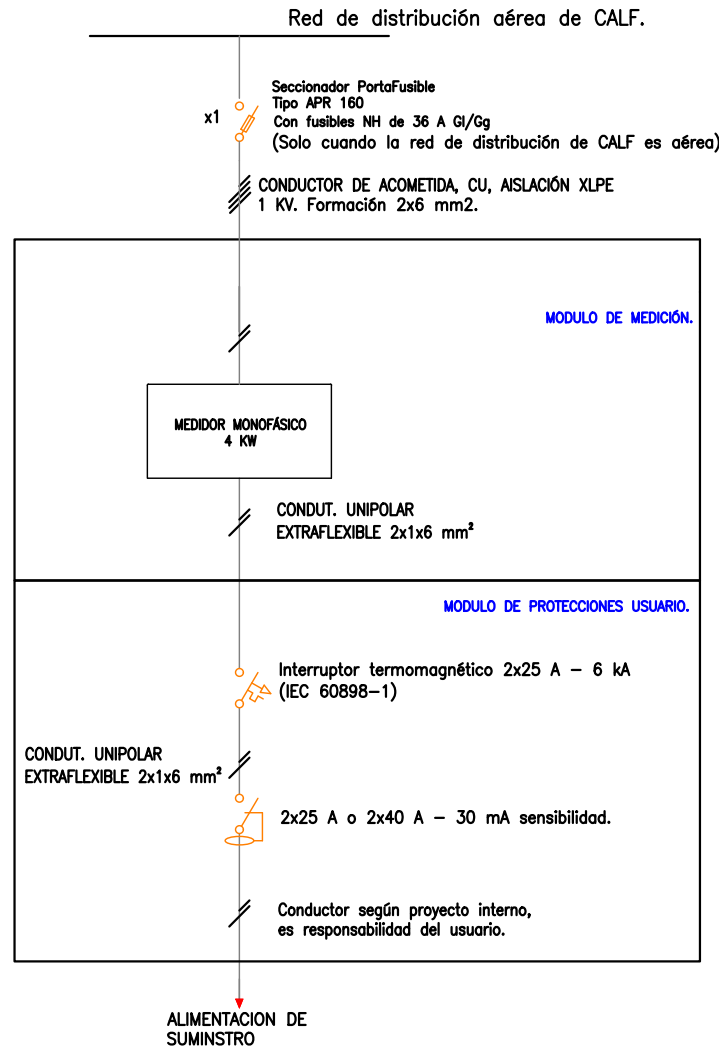 Red de distribución aérea de CALF.
x1
Seccionador PortaFusible
Tipo APR 160
Con fusibles NH de 36 A Gl/Gg
(Solo cuando la red de distribución de CALF es aérea)
CONDUCTOR DE ACOMETIDA, CU, AISLACIÓN XLPE
1 KV. Formación 2x6 mm2.
MODULO DE MEDICIÓN.
MEDIDOR MONOFÁSICO
4 KW
CONDUT. UNIPOLAR
EXTRAFLEXIBLE 2x1x6 mm²
MODULO DE PROTECCIONES USUARIO.
Interruptor termomagnético 2x25 A – 6 kA
(IEC 60898–1)
CONDUT. UNIPOLAR
EXTRAFLEXIBLE 2x1x6 mm²
2x25 A o 2x40 A – 30 mA sensibilidad.
Conductor según proyecto interno,
es responsabilidad del usuario.
ALIMENTACION DE
SUMINSTRO